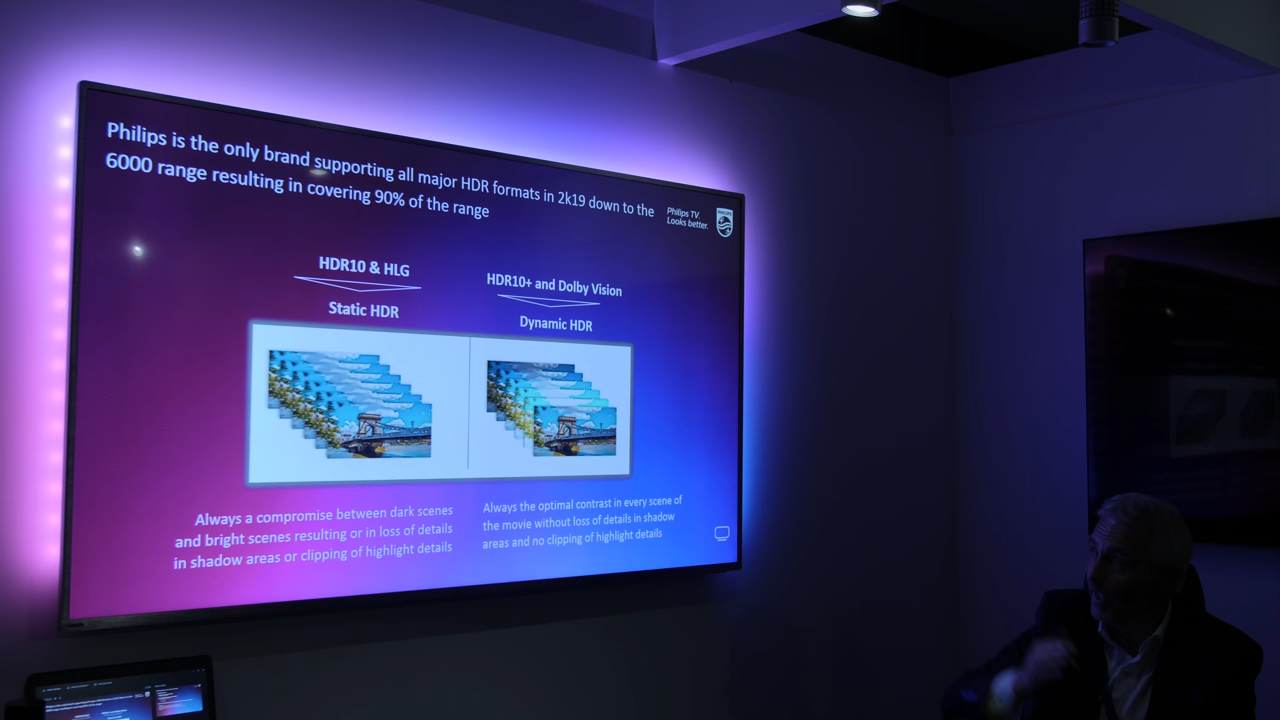 Philips is the only brand supporting all major HDR formats in 2k19 down to the
6000 range resulting in covering 90% of the range
Philips TV.
Looks better.
PHILIPS
HDR10 & HLG
Static HDR
HDR10+ and Dolby Vision
Dynamic HDR
Always a compromise between dark scenes
and bright scenes resulting or in loss of details
in shadow areas or clipping of highlight details
Always the optimal contrast in every scene of
the movie without loss of details in shadow
areas and no clipping of highlight details